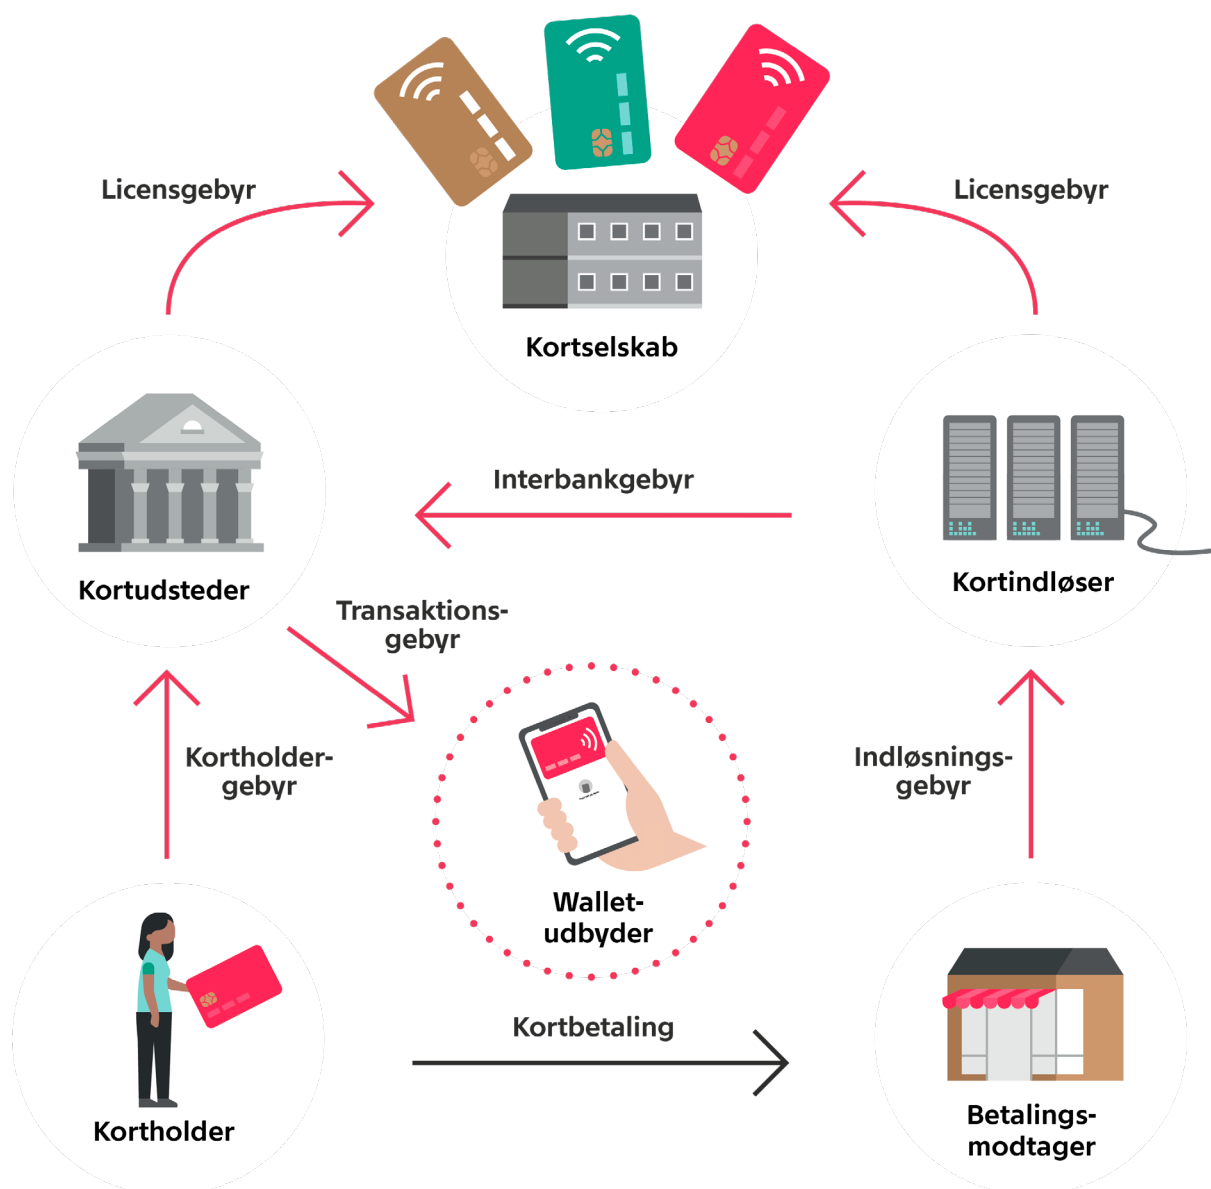 Licensgebyr
Licensgebyr
Kortselskab
Interbankgebyr
Kortudsteder
Kortindløser
Transaktions-
gebyr
Kortholder-
gebyr
Indløsnings-
gebyr
Wallet-
udbyder
Kortbetaling
Kortholder
Betalings-
modtager